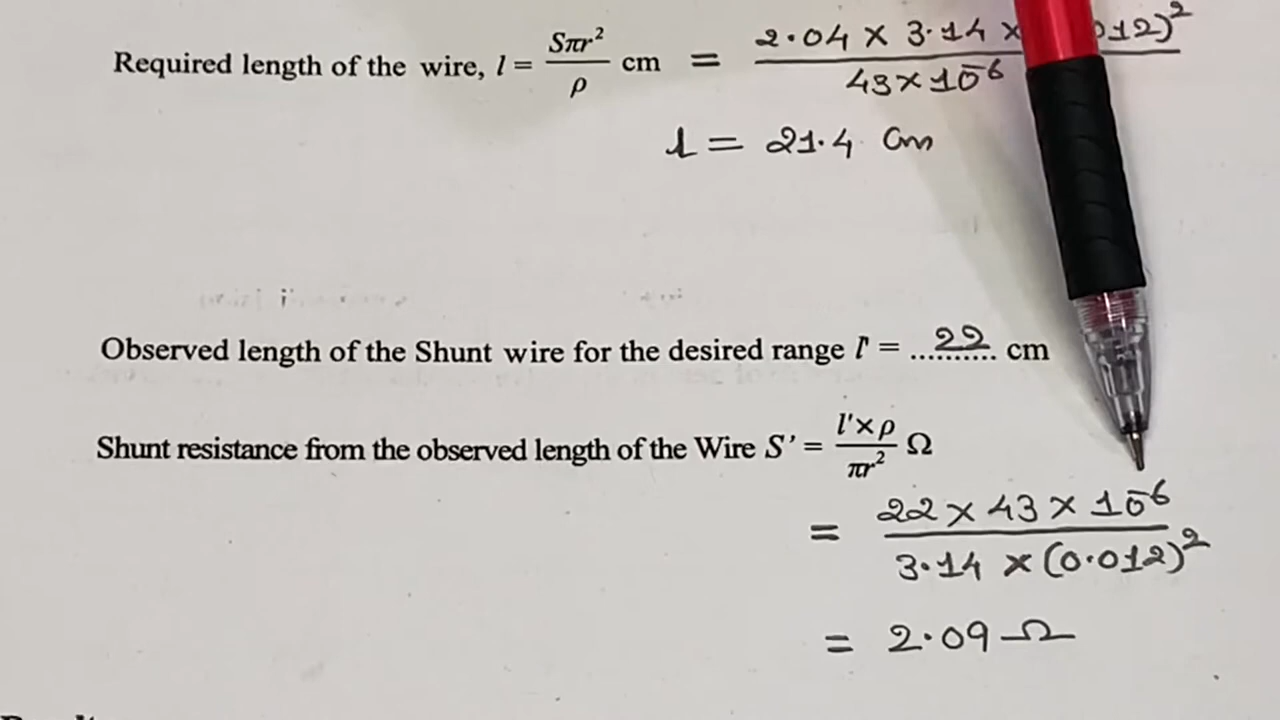 Required length of the wire, l = Sπr²/ρ cm = 2.04 × 3.14 × 012)² / 43×10⁻⁶
l = 21.4 cm
Observed length of the Shunt wire for the desired range l' = ....22.... cm
Shunt resistance from the observed length of the Wire S' = l'×ρ/πr² Ω
= 22 × 43 × 10⁻⁶ / 3.14 × (0.012)²
= 2.09 Ω